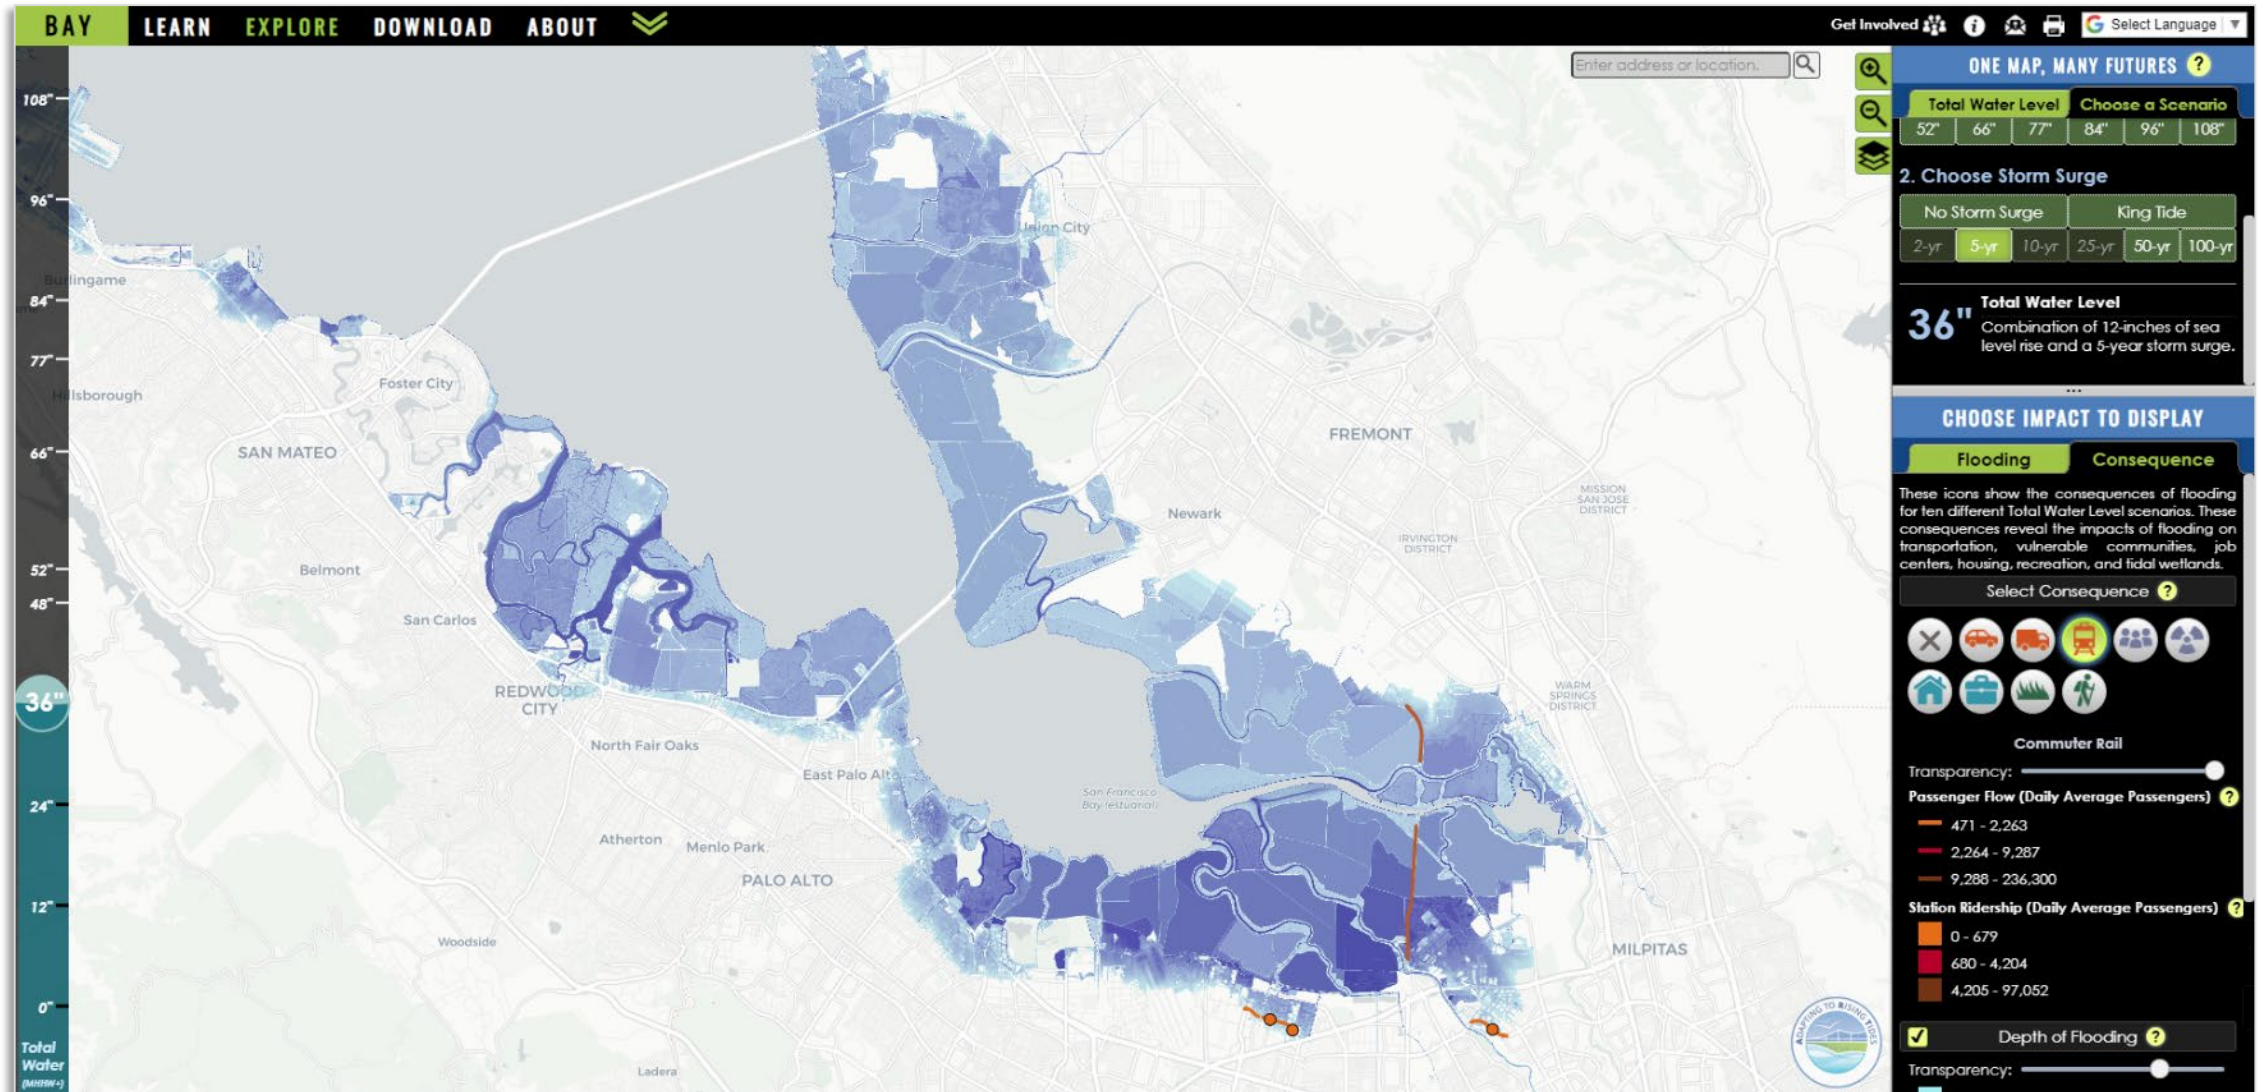 BAY LEARN EXPLORE DOWNLOAD ABOUT
Get Involved
Select Language
Enter address or location.
108"
96"
84"
77"
66"
52"
48"
36"
24"
12"
0"
Total
Water
(MHHW+)
Burlingame
Hillsborough
Foster City
SAN MATEO
Belmont
San Carlos
REDWOOD
CITY
North Fair Oaks
East Palo Alto
Atherton
Menlo Park
PALO ALTO
Woodside
Ladera
Union City
FREMONT
Newark
MISSION
SAN JOSE
DISTRICT
IRVINGTON
DISTRICT
WARM
SPRINGS
DISTRICT
San Francisco
Bay (estuarial)
MILPITAS
ADAPTING TO RISING TIDES
ONE MAP, MANY FUTURES ?
Total Water Level Choose a Scenario
52" 66" 77" 84" 96" 108"
2. Choose Storm Surge
No Storm Surge King Tide
2-yr 5-yr 10-yr 25-yr 50-yr 100-yr
36" Total Water Level
Combination of 12-inches of sea
level rise and a 5-year storm surge.
CHOOSE IMPACT TO DISPLAY
Flooding Consequence
These icons show the consequences of flooding
for ten different Total Water Level scenarios. These
consequences reveal the impacts of flooding on
transportation, vulnerable communities, job
centers, housing, recreation, and tidal wetlands.
Select Consequence ?
Commuter Rail
Transparency:
Passenger Flow (Daily Average Passengers) ?
471 - 2,263
2,264 - 9,287
9,288 - 236,300
Station Ridership (Daily Average Passengers) ?
0 - 679
680 - 4,204
4,205 - 97,052
Depth of Flooding ?
Transparency: